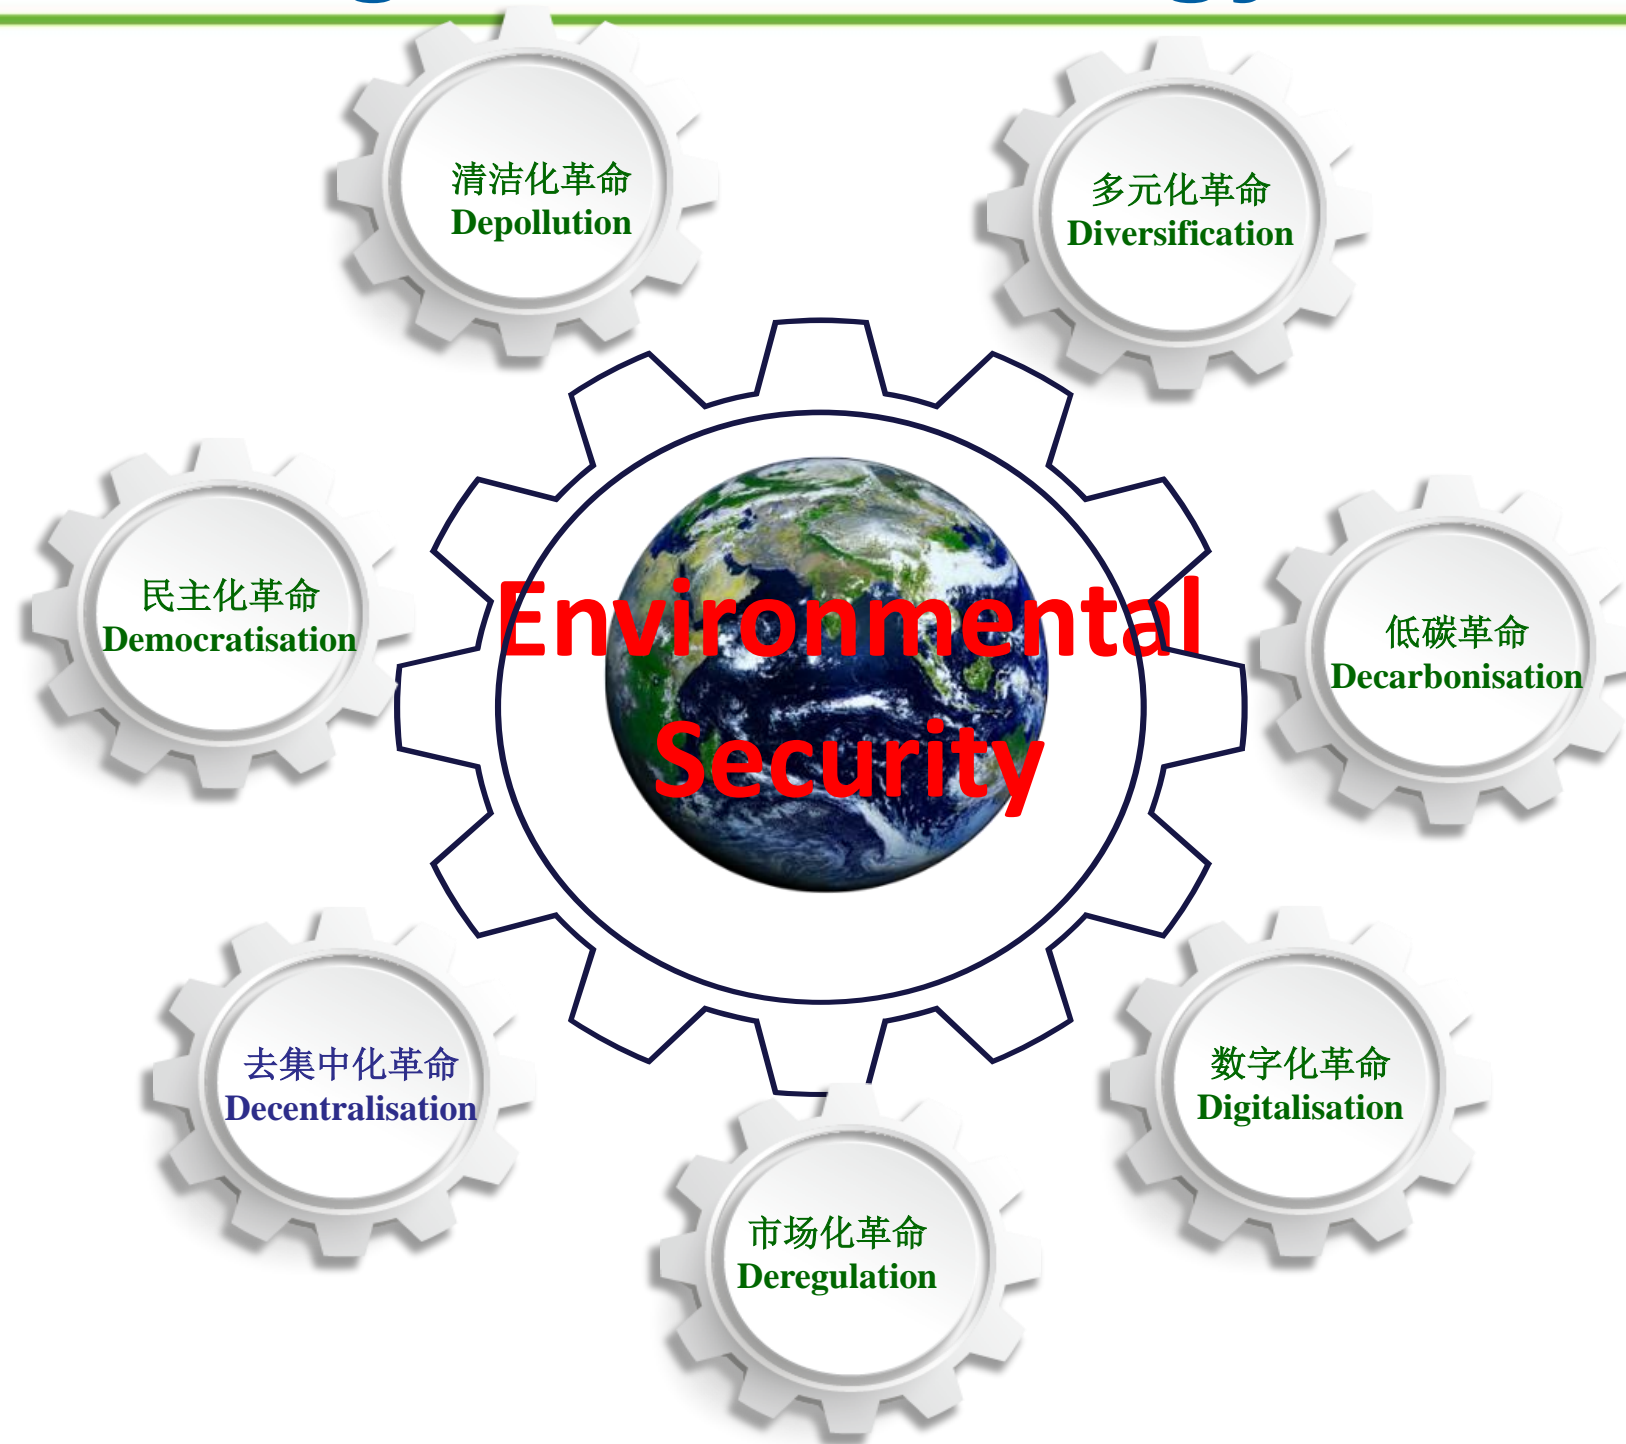 清洁化革命
Depollution
多元化革命
Diversification
民主化革命
Democratisation
Environmental
Security
低碳革命
Decarbonisation
去集中化革命
Decentralisation
数字化革命
Digitalisation
市场化革命
Deregulation